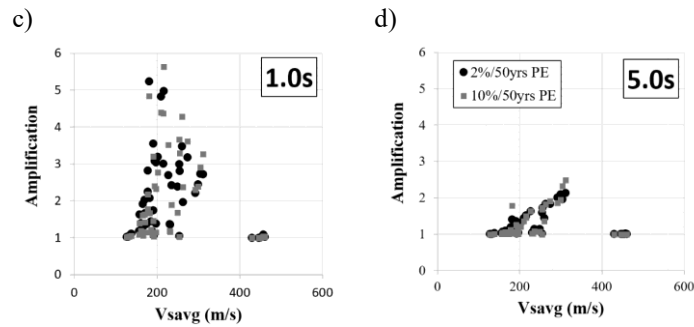 c)
6
5
4
3
2
1
0
0
200
400
600
Amplification
Vsavg (m/s)
1.0s
d)
6
5
4
3
2
1
0
0
200
400
600
Amplification
Vsavg (m/s)
2%/50yrs PE
10%/50yrs PE
5.0s